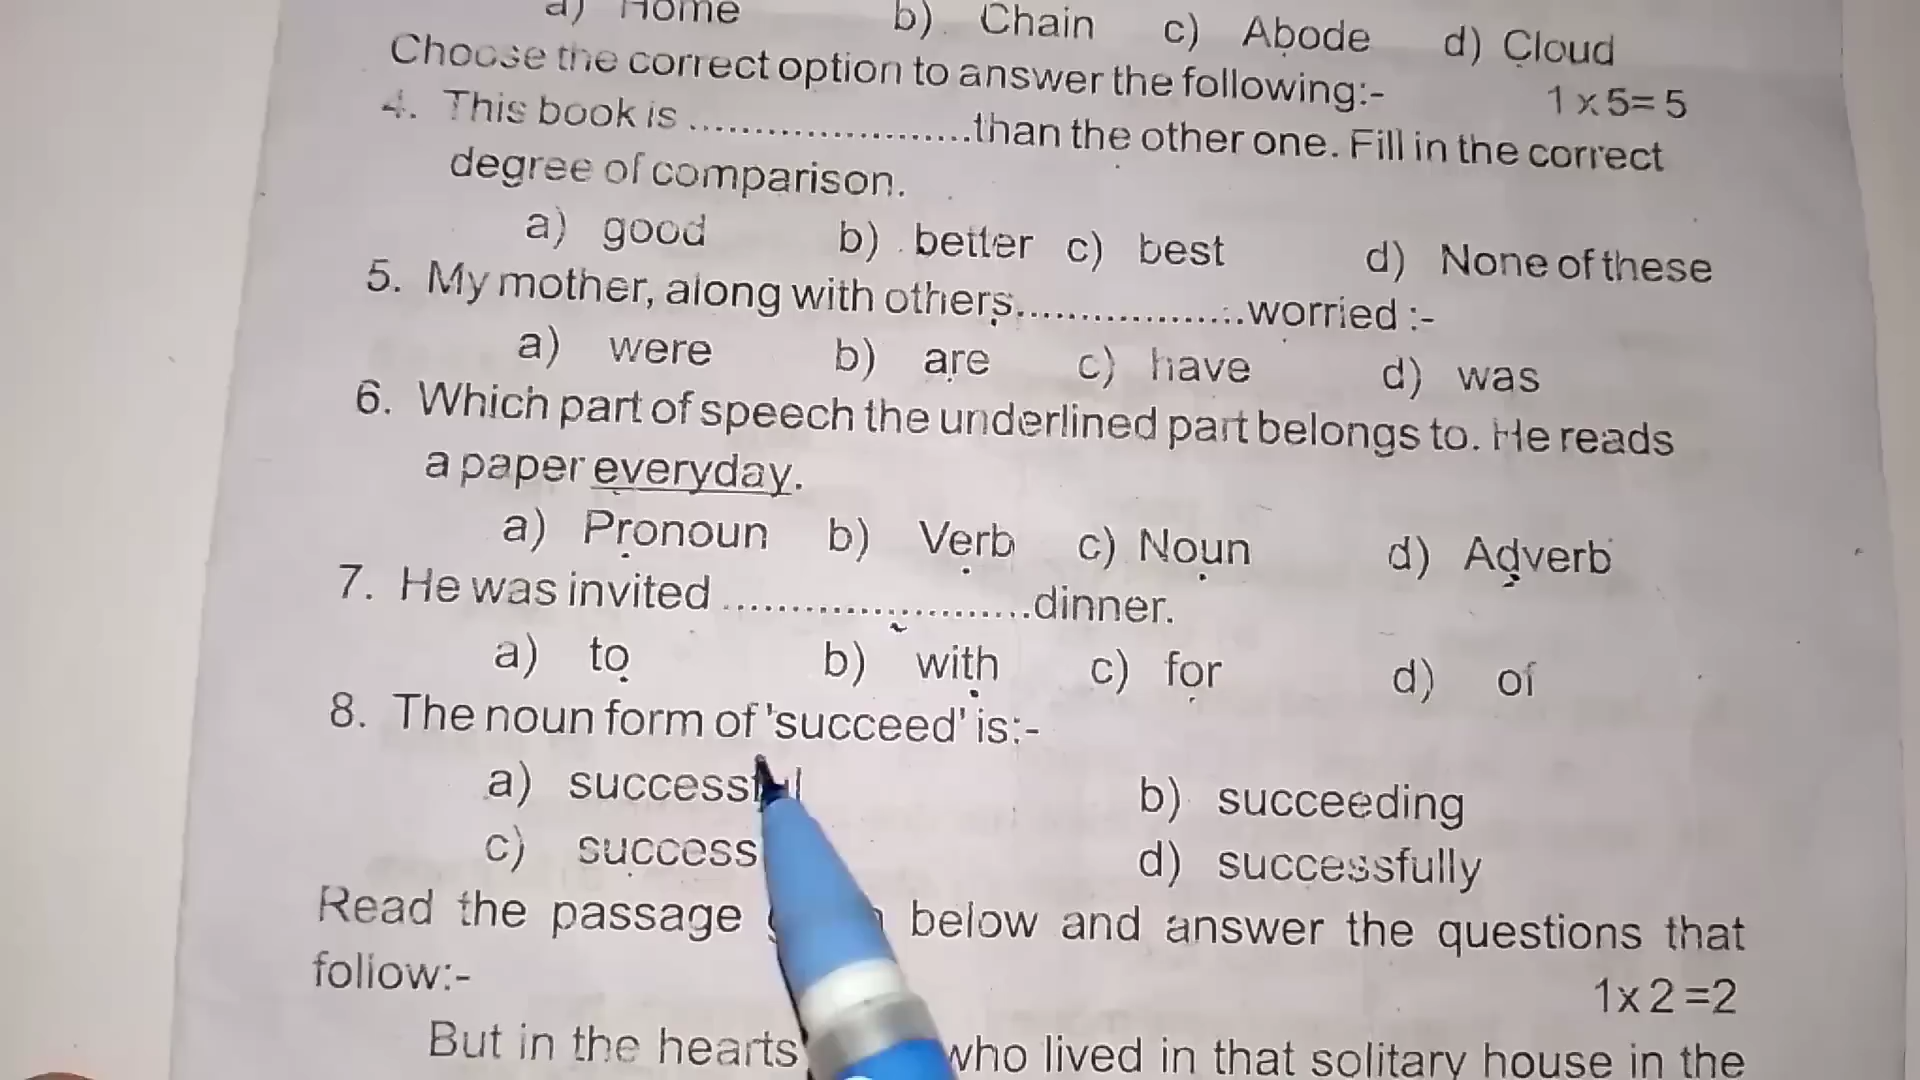 a) Home b) Chain c) Abode d) Cloud
Choose the correct option to answer the following:- 1 x 5= 5
4. This book is ......................than the other one. Fill in the correct
degree of comparison.
a) good b) better c) best d) None of these
5. My mother, along with others..................worried :-
a) were b) are c) have d) was
6. Which part of speech the underlined part belongs to. He reads
a paper everyday.
a) Pronoun b) Verb c) Noun d) Adverb
7. He was invited .......................dinner.
a) to b) with c) for d) of
8. The noun form of 'succeed' is:-
a) successful b) succeeding
c) success d) successfully
Read the passage below and answer the questions that
follow:- 1x 2 =2
But in the hearts who lived in that solitary house in the